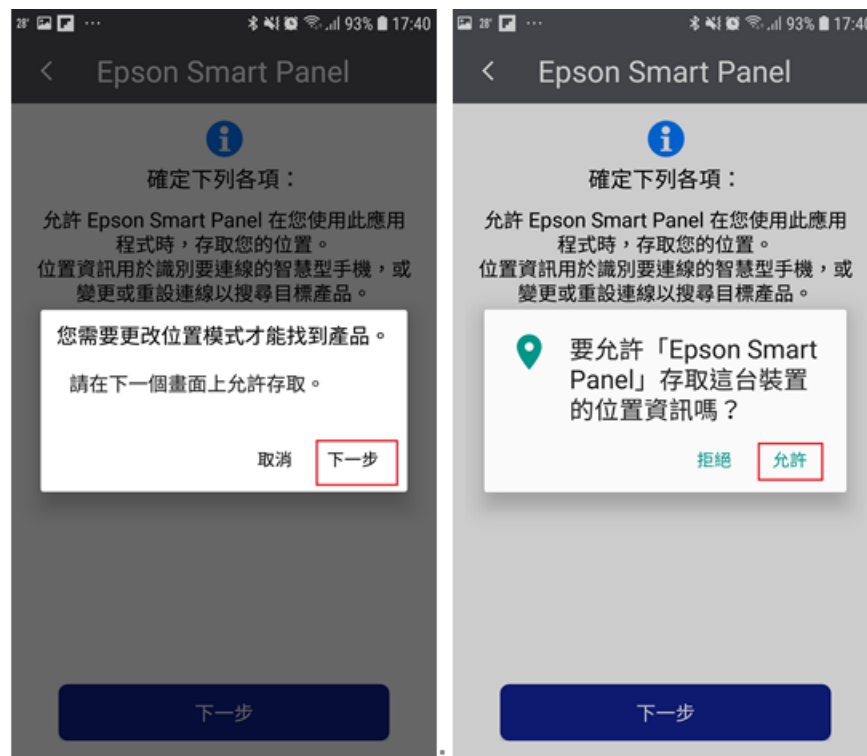 28° ... 93% 17:40
Epson Smart Panel
確定下列各項：
允許 Epson Smart Panel 在您使用此應用
程式時，存取您的位置。
位置資訊用於識別要連線的智慧型手機，或
變更或重設連線以搜尋目標產品。
您需要更改位置模式才能找到產品。
請在下一個畫面上允許存取。
取消 下一步
下一步
28° ... 93% 17:40
Epson Smart Panel
確定下列各項：
允許 Epson Smart Panel 在您使用此應用
程式時，存取您的位置。
位置資訊用於識別要連線的智慧型手機，或
變更或重設連線以搜尋目標產品。
要允許「Epson Smart
Panel」存取這台裝置
的位置資訊嗎？
拒絕 允許
下一步